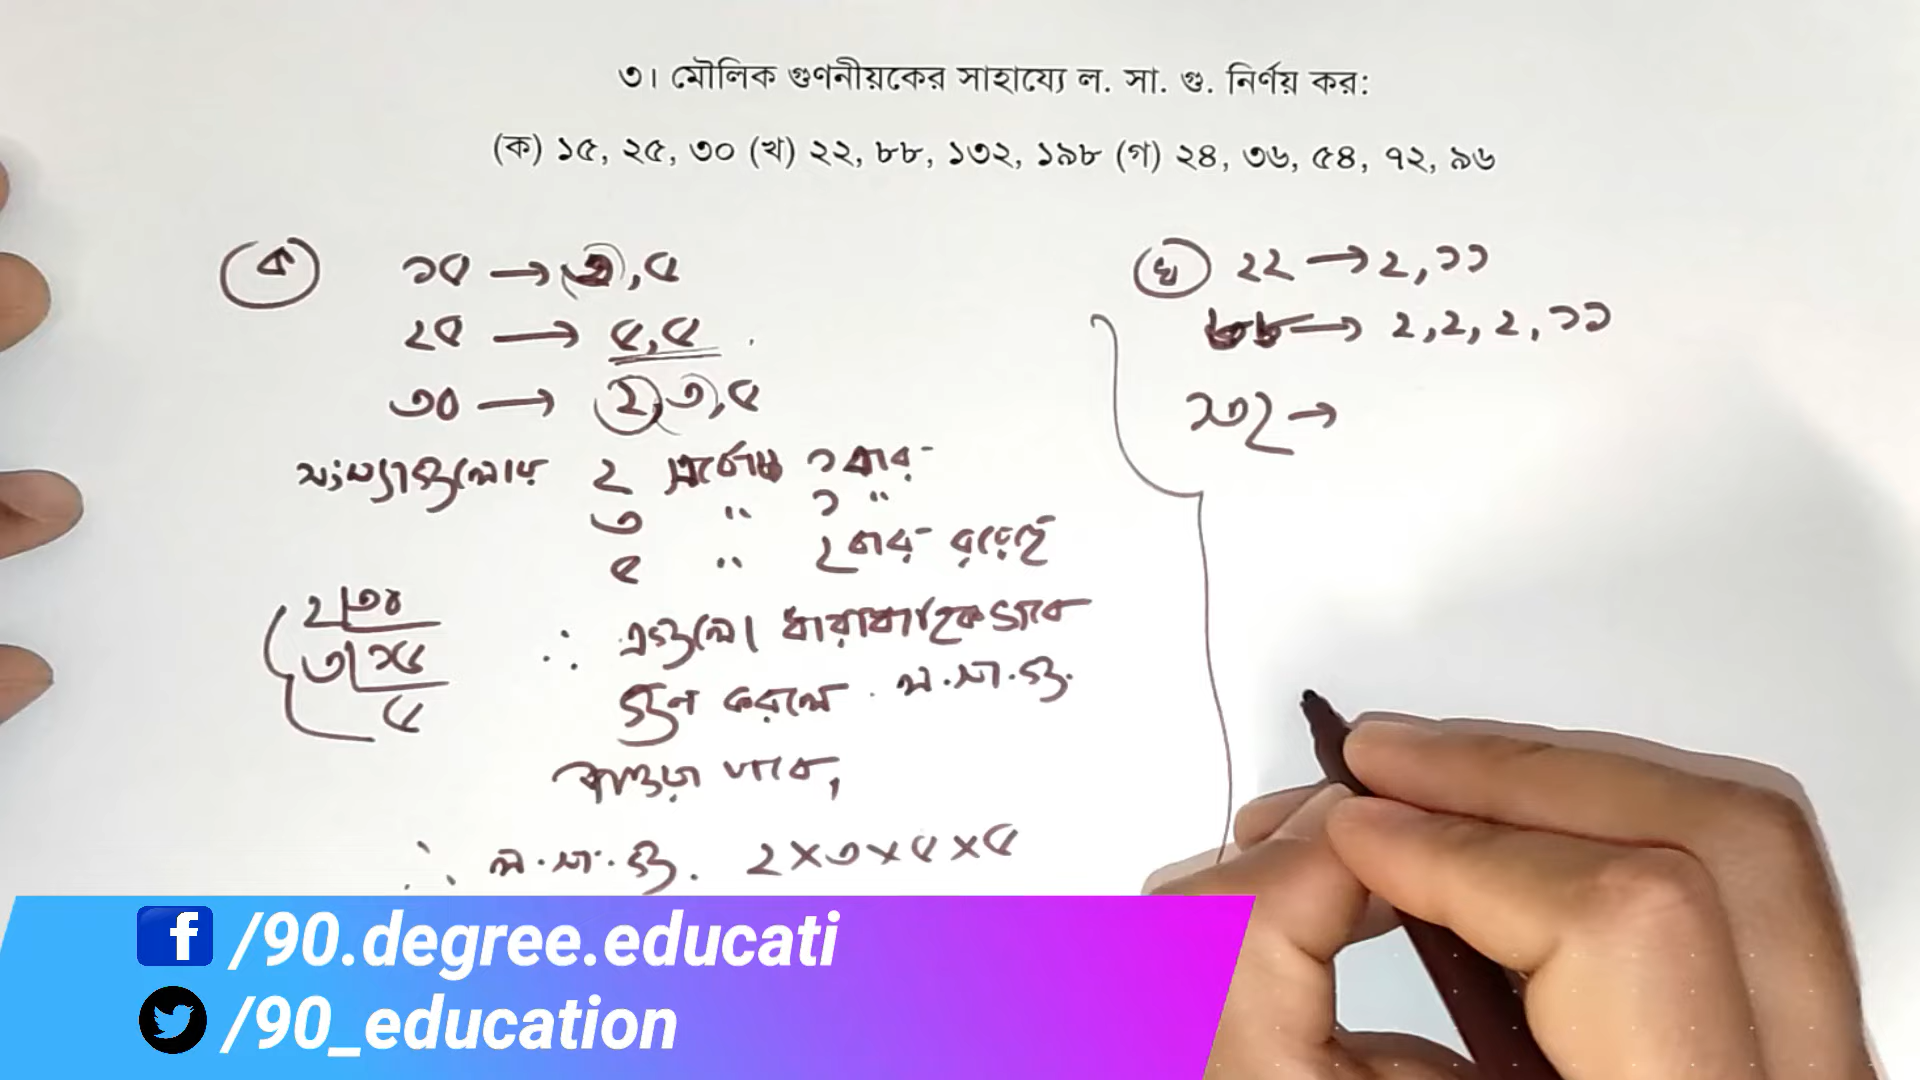 ৩। মৌলিক গুণনীয়কের সাহায্যে ল. সা. গু. নির্ণয় কর:
(ক) ১৫, ২৫, ৩০ (খ) ২২, ৮৮, ১৩২, ১৯৮ (গ) ২৪, ৩৬, ৫৪, ৭২, ৯৬
ক ১৫ → ৩, ৫
২৫ → ৫, ৫
৩০ → ২, ৩, ৫
সংখ্যাগুলোয় ২ সর্বোচ্চ ১ বার
৩ " ১ "
৫ " ২ বার রয়েছে
২ ৩০
৩ ১৫
৫
∴ এগুলো ধারাবাহিকভাবে
গুণ করলে ল.সা.গু.
পাওয়া যাবে,
∴ ল.সা.গু. ২×৩×৫×৫
খ ২২ → ২, ১১
৮৮ → ২, ২, ২, ১১
১৩২ →
f /90.degree.educati
/90_education